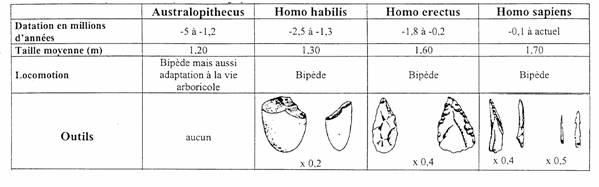 Australopithecus Homo habilis Homo erectus Homo sapiens
Datation en millions d'années -5 à -1,2 -2,5 à -1,3 -1,8 à -0,2 -0,1 à actuel
Taille moyenne (m) 1,20 1,30 1,60 1,70
Locomotion Bipède mais aussi adaptation à la vie arboricole Bipède Bipède Bipède
Outils aucun x 0,2 x 0,4 x 0,4 x 0,5